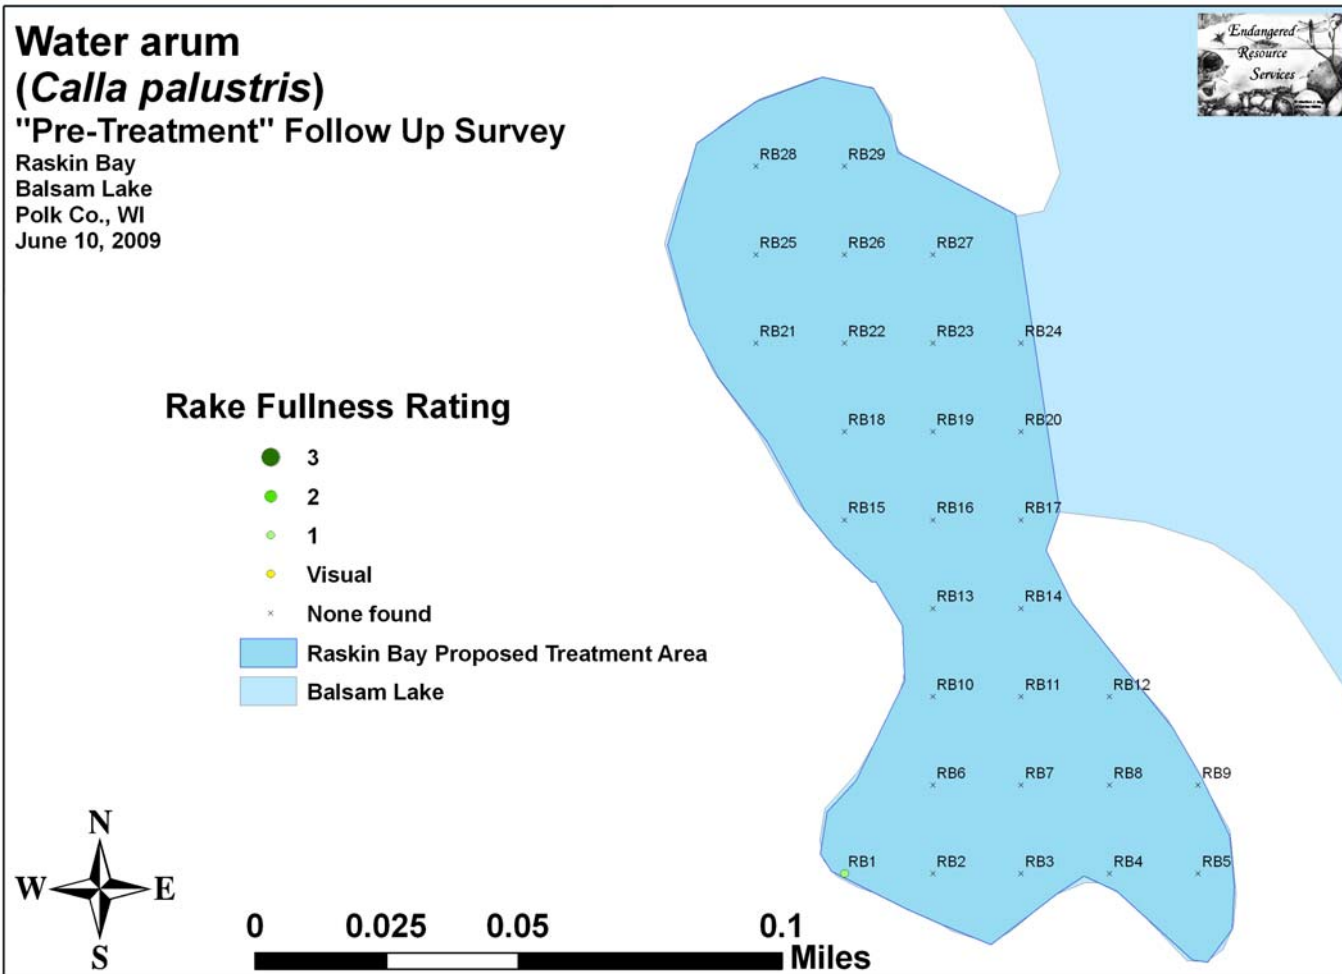 Water arum
(Calla palustris)
"Pre-Treatment" Follow Up Survey
Raskin Bay
Balsam Lake
Polk Co., WI
June 10, 2009
Endangered
Resource
Services
RB28 RB29
RB25 RB26 RB27
RB21 RB22 RB23 RB24
RB18 RB19 RB20
RB15 RB16 RB17
RB13 RB14
RB10 RB11 RB12
RB6 RB7 RB8 RB9
RB1 RB2 RB3 RB4 RB5
Rake Fullness Rating
3
2
1
Visual
None found
Raskin Bay Proposed Treatment Area
Balsam Lake
N
W E
S
0 0.025 0.05 0.1
Miles